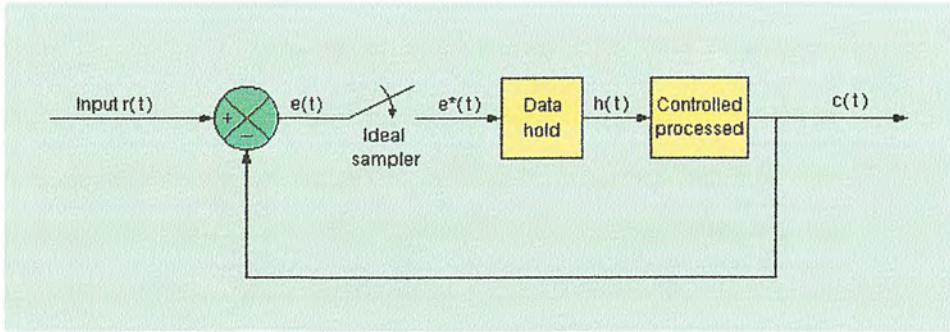 Input r(t)
+
−
e(t)
Ideal
sampler
e*(t)
Data
hold
h(t)
Controlled
processed
c(t)